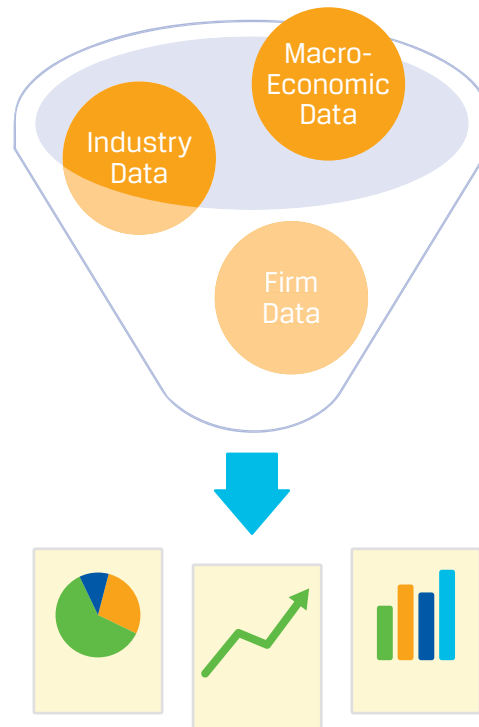 Macro-
Economic
Data
Industry
Data
Firm
Data